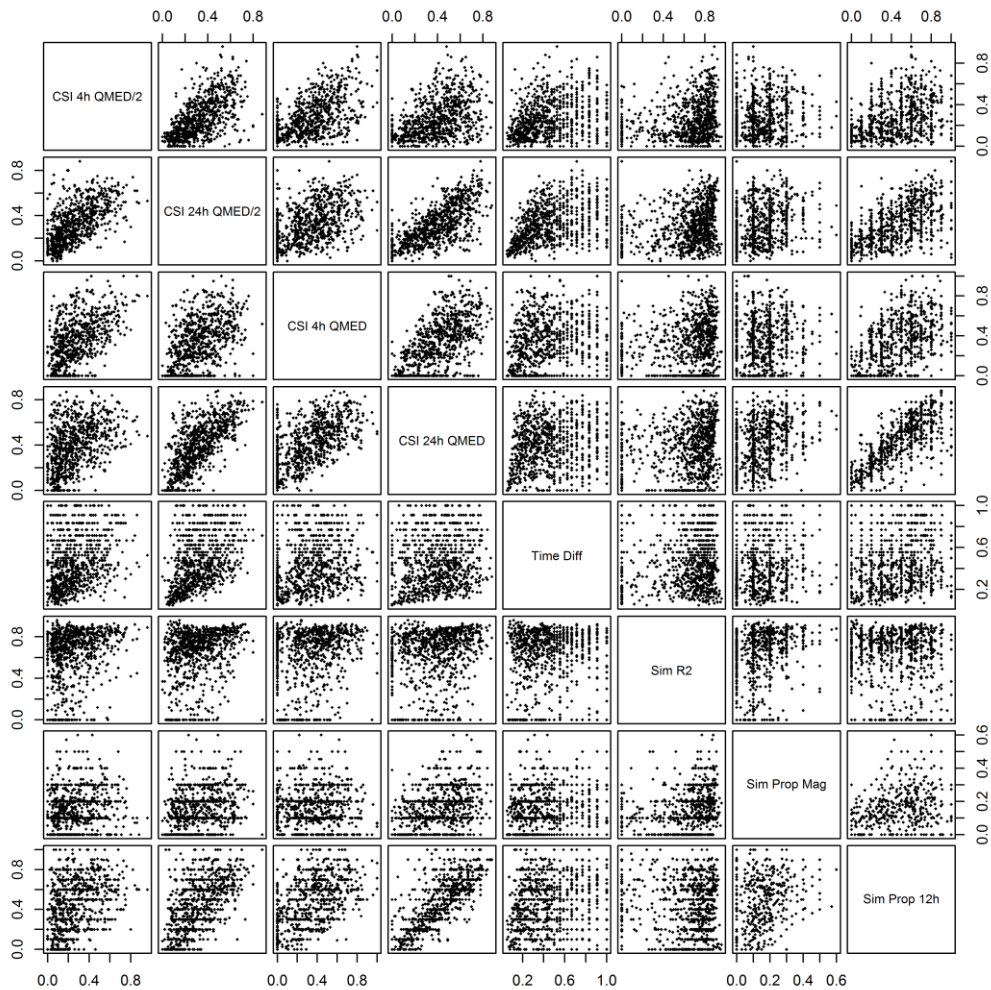 0.0 0.4 0.8 0.0 0.4 0.8 0.0 0.4 0.8 0.0 0.4 0.8
CSI 4h QMED/2
0.0 0.4 0.8
0.0 0.4 0.8
CSI 24h QMED/2
CSI 4h QMED
0.0 0.4 0.8
0.0 0.4 0.8
CSI 24h QMED
Time Diff
0.2 0.6 1.0
0.0 0.4 0.8
Sim R2
Sim Prop Mag
0.0 0.2 0.4 0.6
0.0 0.4 0.8
Sim Prop 12h
0.0 0.4 0.8 0.0 0.4 0.8 0.2 0.6 1.0 0.0 0.2 0.4 0.6